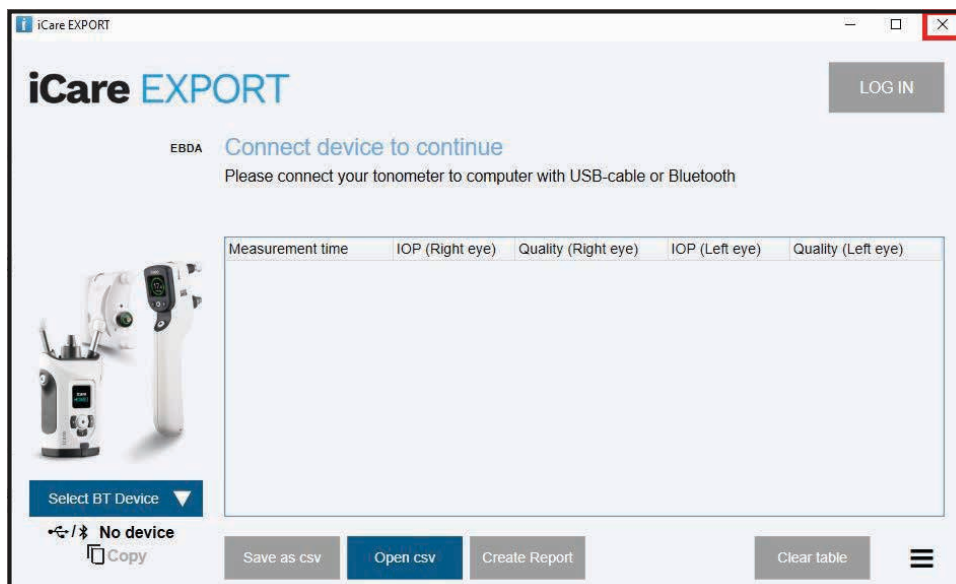 iCare EXPORT
iCare EXPORT
LOG IN
EBDA
Connect device to continue
Please connect your tonometer to computer with USB-cable or Bluetooth
Measurement time IOP (Right eye) Quality (Right eye) IOP (Left eye) Quality (Left eye)
Select BT Device
/ No device
Copy
Save as csv Open csv Create Report Clear table